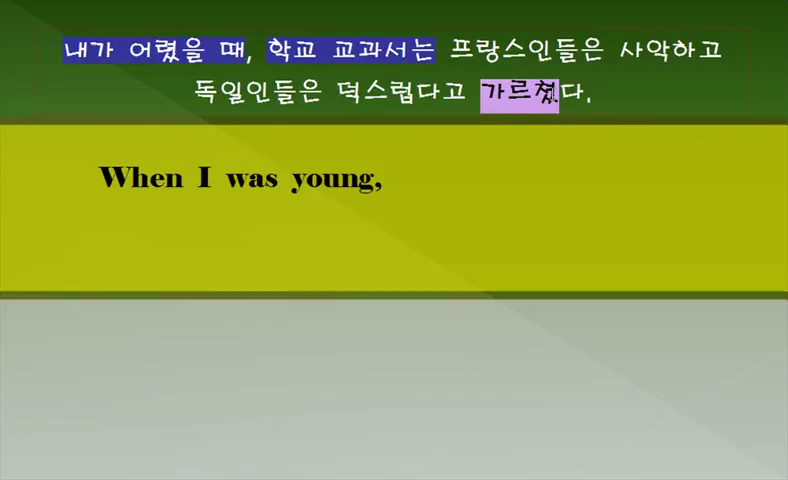 내가 어렸을 때, 학교 교과서는 프랑스인들은 사악하고
독일인들은 덕스럽다고 가르쳤다.
When I was young,